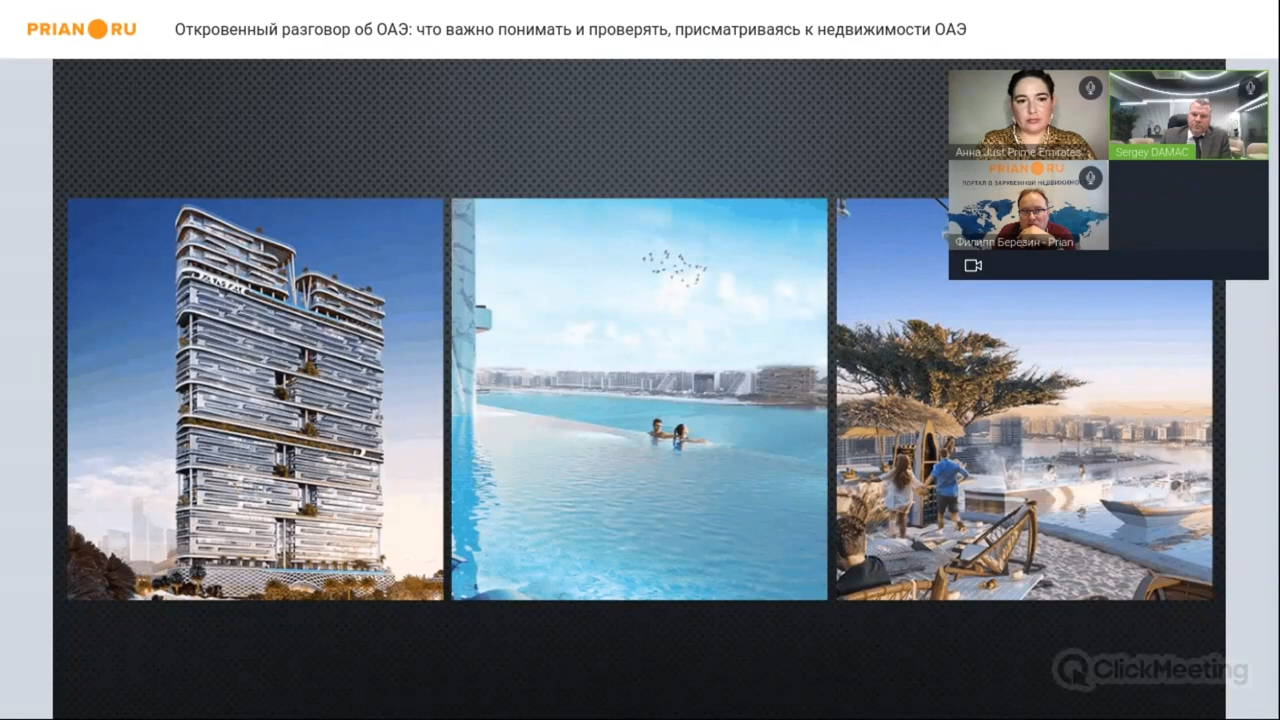 PRIAN RU
Откровенный разговор об ОАЭ: что важно понимать и проверять, присматриваясь к недвижимости ОАЭ
Анна Just Prime Emirates
Sergey DAMAC
PRIAN RU
ПОРТАЛ О ЗАРУБЕЖНОЙ НЕДВИЖИМО
Филипп Березин - Prian
ClickMeeting